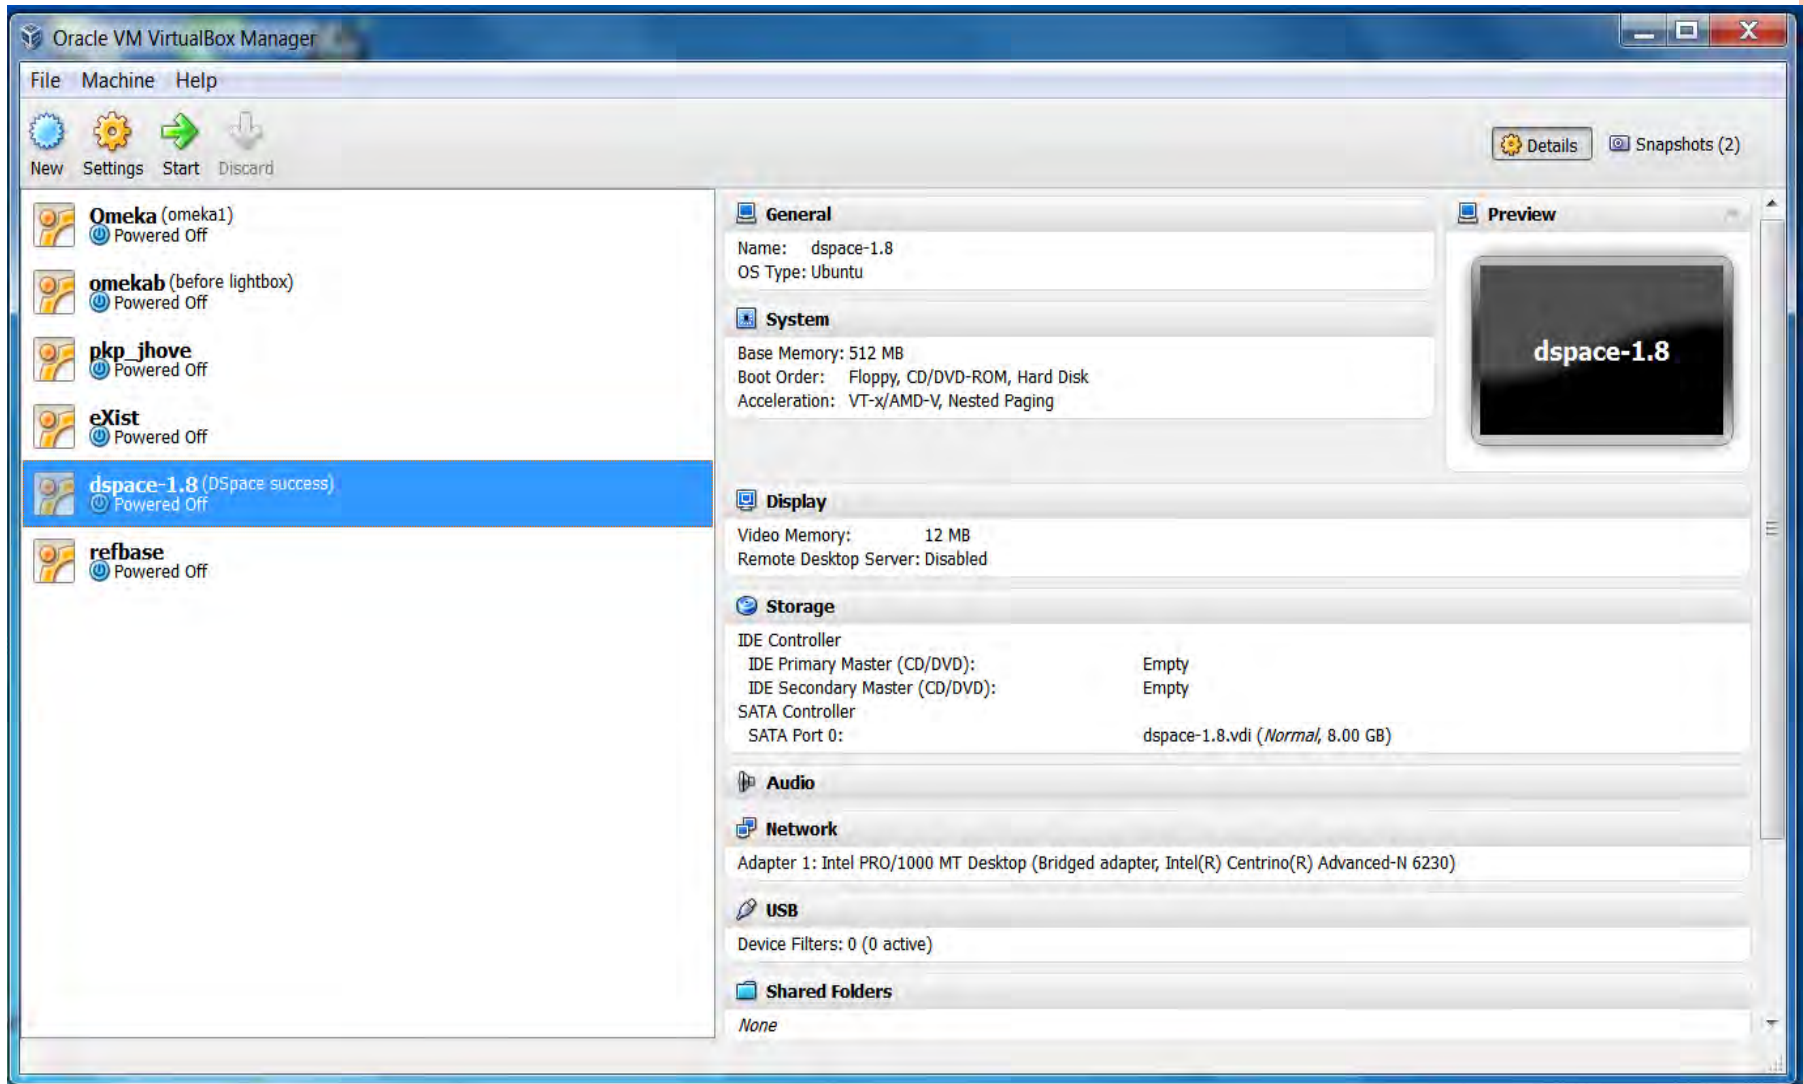 Oracle VM VirtualBox Manager
File Machine Help
New Settings Start Discard
Details Snapshots (2)
Omeka (omeka1)
Powered Off
omekab (before lightbox)
Powered Off
pkp_jhove
Powered Off
eXist
Powered Off
dspace-1.8 (DSpace success)
Powered Off
refbase
Powered Off
General
Name: dspace-1.8
OS Type: Ubuntu
System
Base Memory: 512 MB
Boot Order: Floppy, CD/DVD-ROM, Hard Disk
Acceleration: VT-x/AMD-V, Nested Paging
Preview
dspace-1.8
Display
Video Memory: 12 MB
Remote Desktop Server: Disabled
Storage
IDE Controller
IDE Primary Master (CD/DVD): Empty
IDE Secondary Master (CD/DVD): Empty
SATA Controller
SATA Port 0: dspace-1.8.vdi (Normal, 8.00 GB)
Audio
Network
Adapter 1: Intel PRO/1000 MT Desktop (Bridged adapter, Intel(R) Centrino(R) Advanced-N 6230)
USB
Device Filters: 0 (0 active)
Shared Folders
None